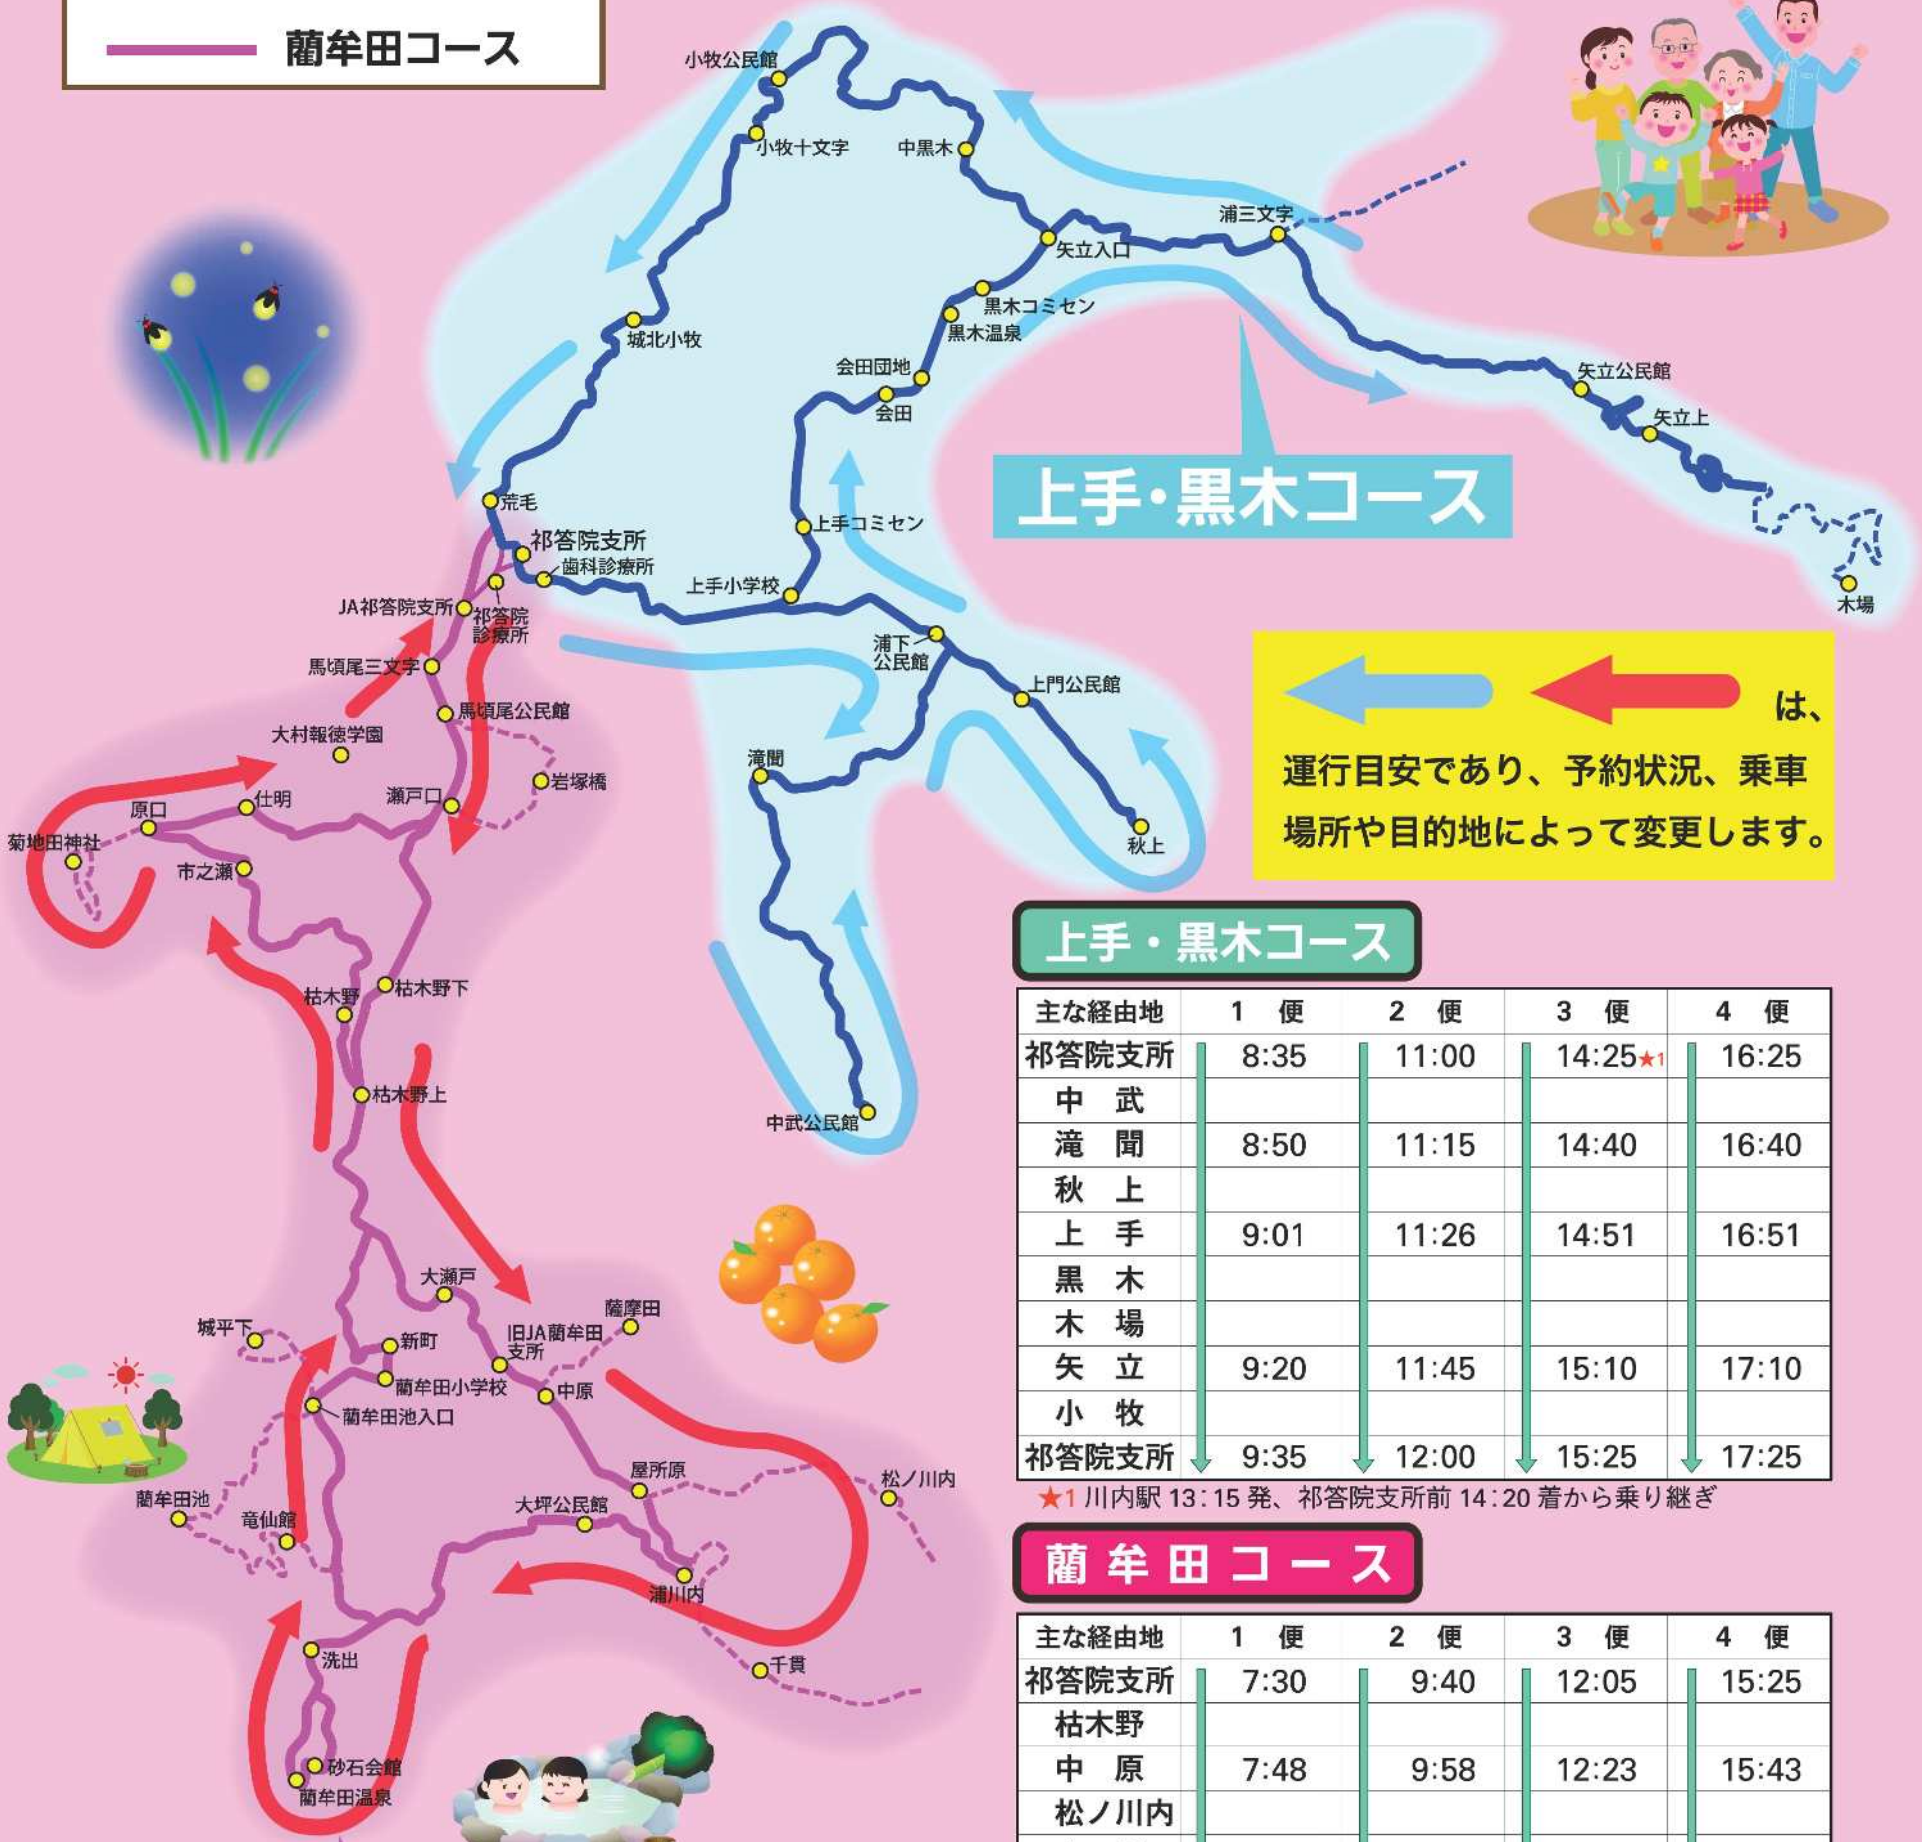 藺牟田コース
小牧公民館
小牧十文字
中黒木
浦三文字
矢立入口
黒木コミセン
黒木温泉
城北小牧
会田団地
会田
矢立公民館
矢立上
木場
上手・黒木コース
荒毛
祁答院支所
歯科診療所
上手コミセン
上手小学校
JA祁答院支所
祁答院
診療所
浦下
公民館
馬頃尾三文字
上門公民館
馬頃尾公民館
大村報徳学園
滝聞
岩塚橋
瀬戸口
仕明
原口
菊地田神社
市之瀬
秋上
は、
運行目安であり、予約状況、乗車
場所や目的地によって変更します。
枯木野
枯木野下
枯木野上
中武公民館
大瀬戸
薩摩田
城平下
新町
旧JA藺牟田
支所
藺牟田小学校
中原
藺牟田池入口
屋所原
松ノ川内
藺牟田池
竜仙館
大坪公民館
浦川内
洗出
千貫
砂石会館
藺牟田温泉
上手・黒木コース
主な経由地 1 便 2 便 3 便 4 便
祁答院支所 8:35 11:00 14:25★1 16:25
中 武
滝 聞 8:50 11:15 14:40 16:40
秋 上
上 手 9:01 11:26 14:51 16:51
黒 木
木 場
矢 立 9:20 11:45 15:10 17:10
小 牧
祁答院支所 9:35 12:00 15:25 17:25
★1 川内駅 13:15 発、祁答院支所前 14:20 着から乗り継ぎ
藺牟田コース
主な経由地 1 便 2 便 3 便 4 便
祁答院支所 7:30 9:40 12:05 15:25
枯木野
中 原 7:48 9:58 12:23 15:43
松ノ川内